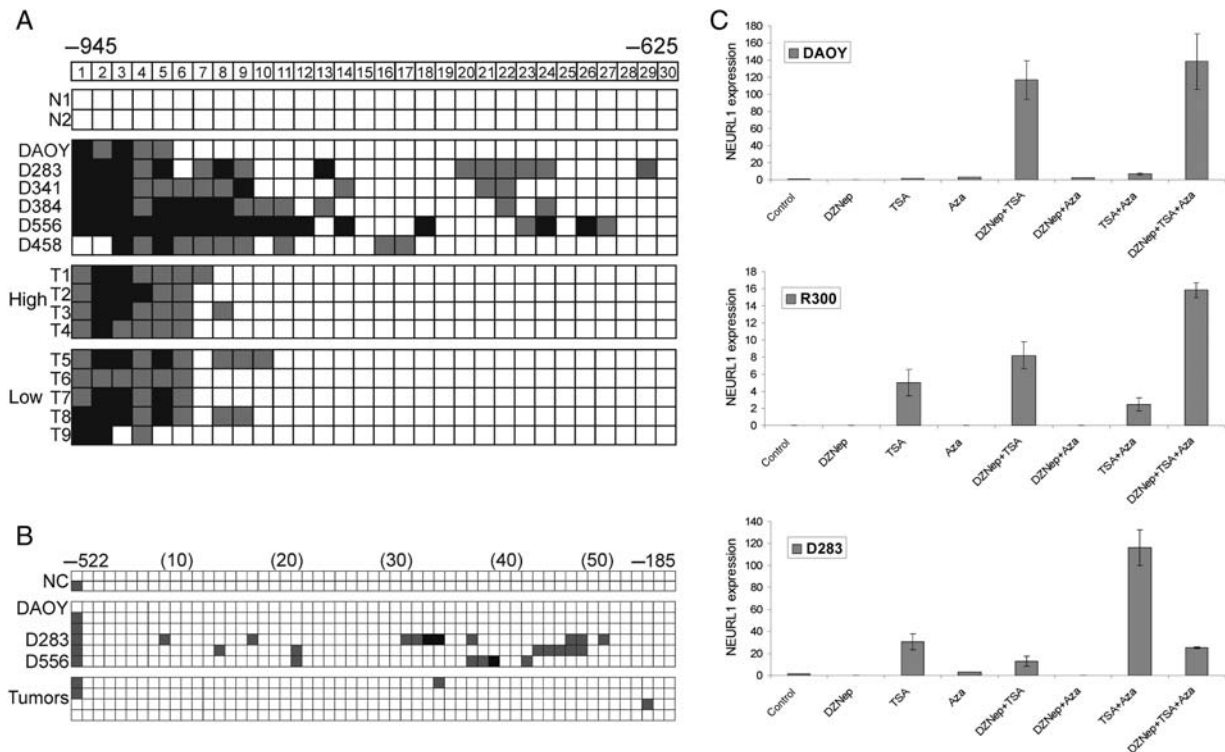 A
–945 –625
1 2 3 4 5 6 7 8 9 10 11 12 13 14 15 16 17 18 19 20 21 22 23 24 25 26 27 28 29 30
N1
N2
DAOY
D283
D341
D384
D556
D458
High
T1
T2
T3
T4
Low
T5
T6
T7
T8
T9
B
–522 (10) (20) (30) (40) (50) –185
NC
DAOY
D283
D556
Tumors
C
NEURL1 expression
180
160
140
120
100
80
60
40
20
0
DAOY
Control DZNep TSA Aza DZNep+TSA DZNep+Aza TSA+Aza DZNep+TSA+Aza
NEURL1 expression
18
16
14
12
10
8
6
4
2
0
R300
Control DZNep TSA Aza DZNep+TSA DZNep+Aza TSA+Aza DZNep+TSA+Aza
NEURL1 expression
140
120
100
80
60
40
20
0
D283
Control DZNep TSA Aza DZNep+TSA DZNep+Aza TSA+Aza DZNep+TSA+Aza